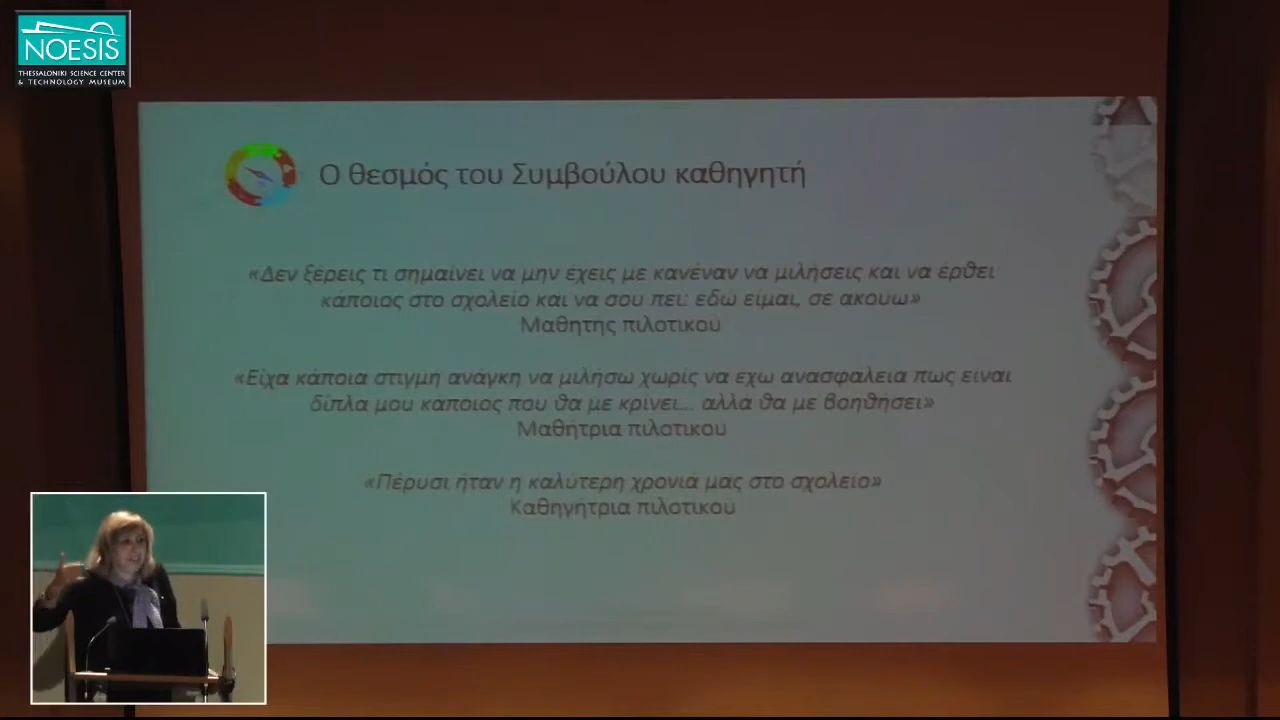 NOESIS
THESSALONIKI SCIENCE CENTER
& TECHNOLOGY MUSEUM
Ο θεσμός του Συμβούλου καθηγητή
«Δεν ξέρεις τι σημαίνει να μην έχεις με κανέναν να μιλήσεις και να έρθει
κάποιος στο σχολείο και να σου πει: εδώ είμαι, σε ακούω»
Μαθητής πιλοτικού
«Είχα κάποια στιγμή ανάγκη να μιλήσω χωρίς να έχω ανασφάλεια πως είναι
δίπλα μου κάποιος που θα με κρίνει... αλλά θα με βοηθήσει»
Μαθήτρια πιλοτικού
«Πέρυσι ήταν η καλύτερη χρονιά μας στο σχολείο»
Καθηγήτρια πιλοτικού